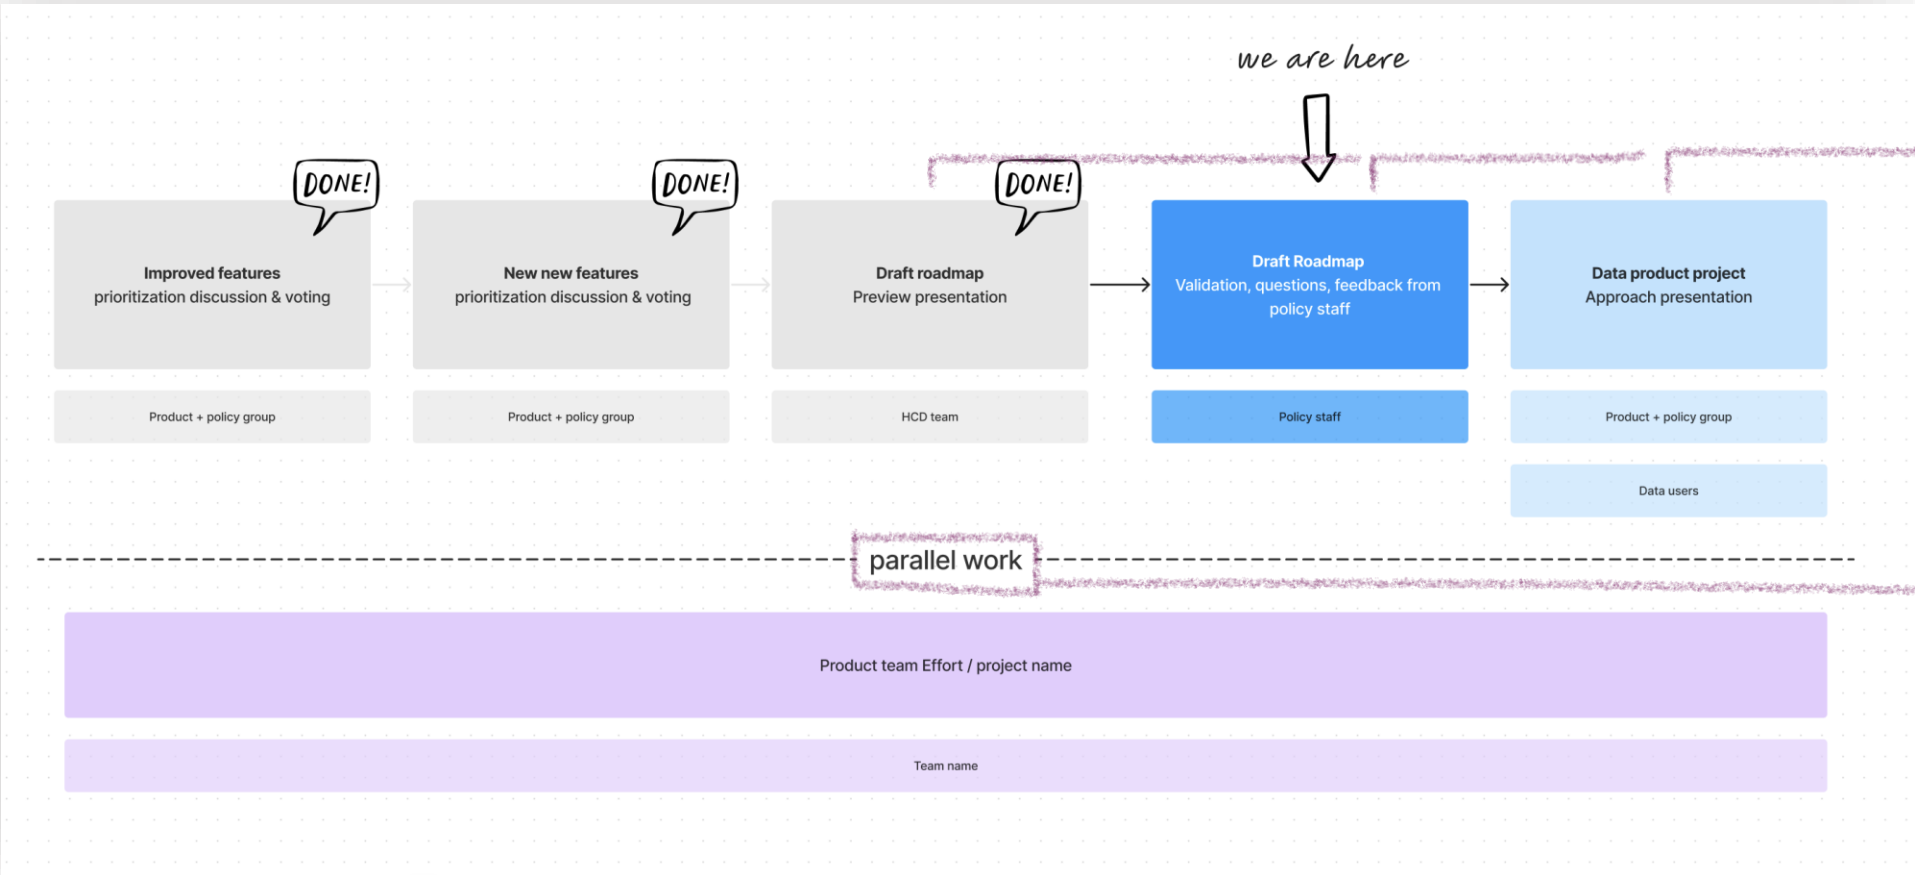 we are here
DONE!
DONE!
DONE!
Improved features
prioritization discussion & voting
New new features
prioritization discussion & voting
Draft roadmap
Preview presentation
Draft Roadmap
Validation, questions, feedback from
policy staff
Data product project
Approach presentation
Product + policy group
Product + policy group
HCD team
Policy staff
Product + policy group
Data users
parallel work
Product team Effort / project name
Team name